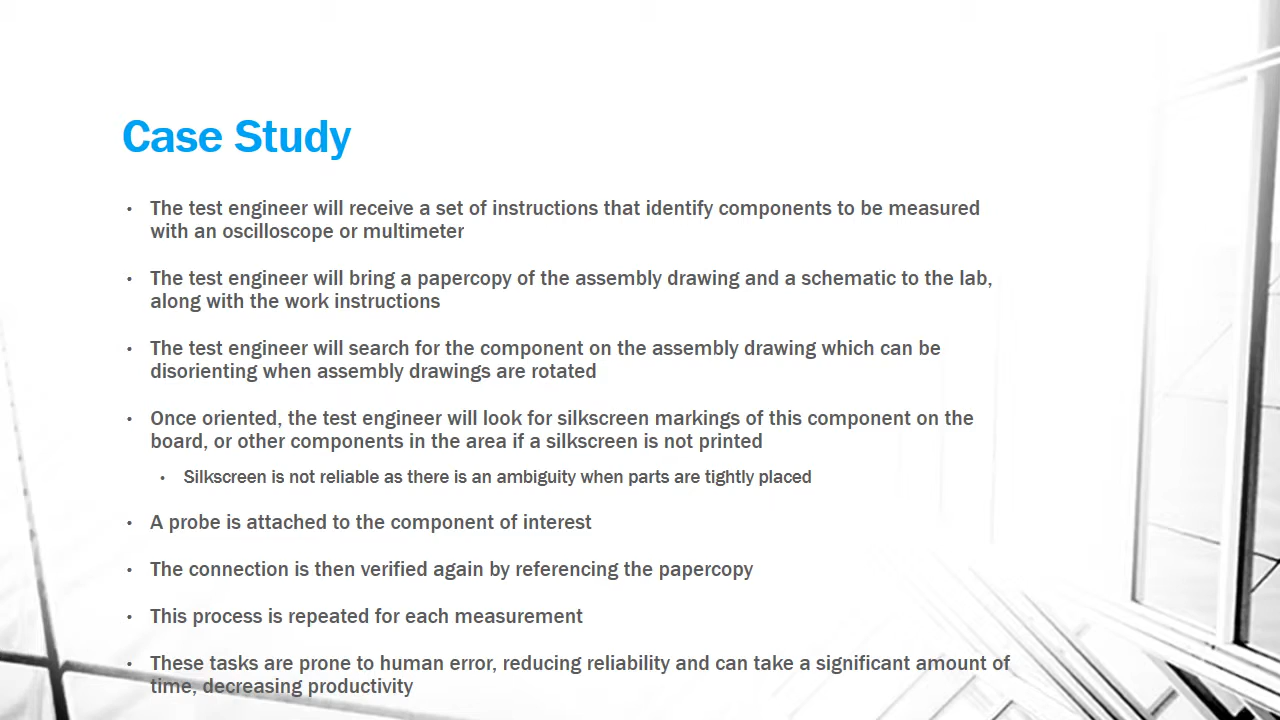 Case Study
• The test engineer will receive a set of instructions that identify components to be measured
with an oscilloscope or multimeter
• The test engineer will bring a papercopy of the assembly drawing and a schematic to the lab,
along with the work instructions
• The test engineer will search for the component on the assembly drawing which can be
disorienting when assembly drawings are rotated
• Once oriented, the test engineer will look for silkscreen markings of this component on the
board, or other components in the area if a silkscreen is not printed
• Silkscreen is not reliable as there is an ambiguity when parts are tightly placed
• A probe is attached to the component of interest
• The connection is then verified again by referencing the papercopy
• This process is repeated for each measurement
• These tasks are prone to human error, reducing reliability and can take a significant amount of
time, decreasing productivity